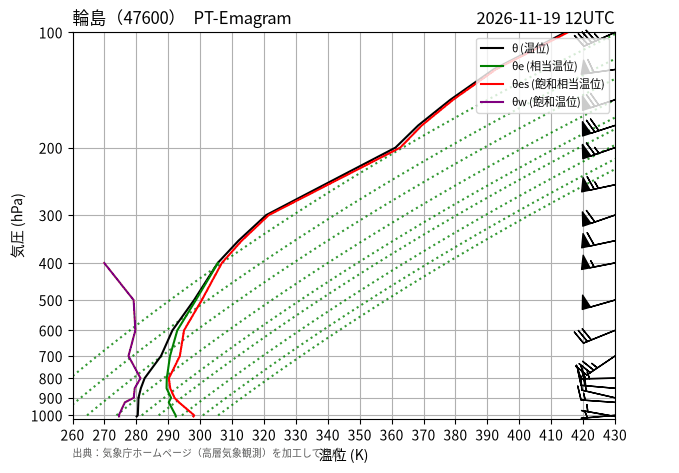 輪島（47600） PT-Emagram
2026-11-19 12UTC
θ (温位)
θe (相当温位)
θes (飽和相当温位)
θw (飽和温位)
気圧 (hPa)
100
200
300
400
500
600
700
800
900
1000
260 270 280 290 300 310 320 330 340 350 360 370 380 390 400 410 420 430
温位 (K)
出典：気象庁ホームページ（高層気象観測）を加工して